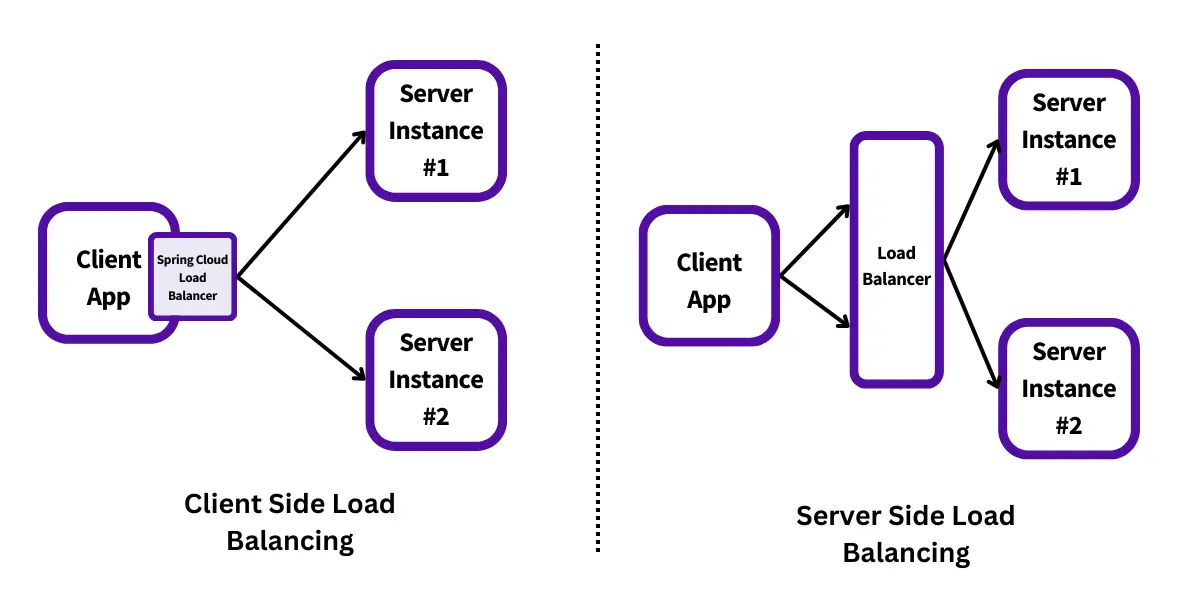 Server
Instance
#1
Client
App
Spring Cloud
Load
Balancer
Server
Instance
#2
Client Side Load
Balancing
Server
Instance
#1
Client
App
Load
Balancer
Server
Instance
#2
Server Side Load
Balancing